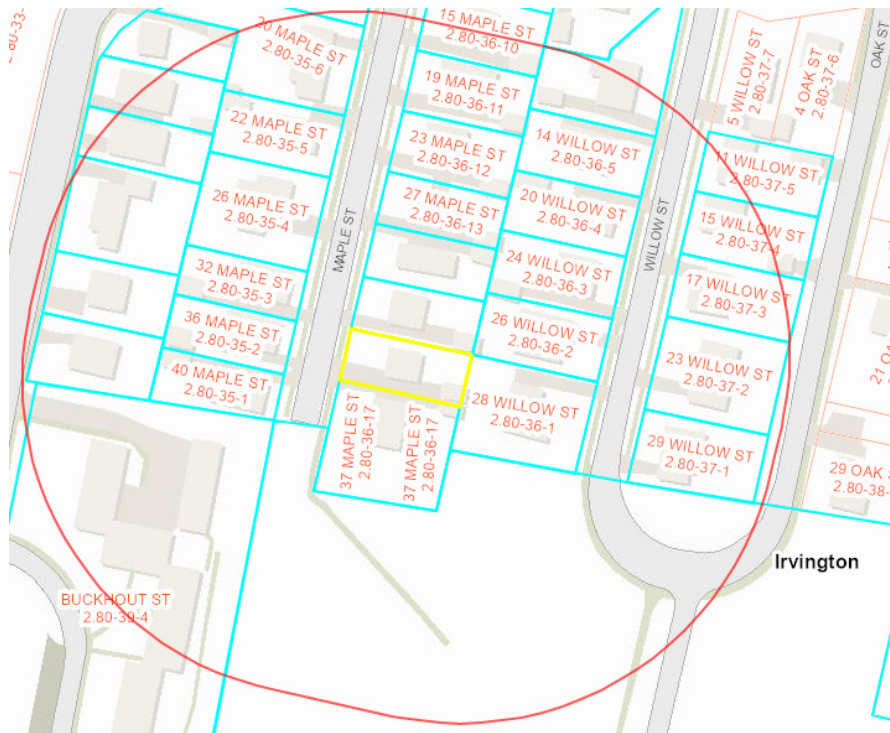 2.80-33-
20 MAPLE ST
2.80-35-6
15 MAPLE ST
2.80-36-10
5 WILLOW ST
2.80-37-7
4 OAK ST
2.80-37-6
OAK ST
22 MAPLE ST
2.80-35-5
19 MAPLE ST
2.80-36-11
23 MAPLE ST
2.80-36-12
14 WILLOW ST
2.80-36-5
11 WILLOW ST
2.80-37-5
26 MAPLE ST
2.80-35-4
27 MAPLE ST
2.80-36-13
20 WILLOW ST
2.80-36-4
15 WILLOW ST
2.80-37-4
MAPLE ST
WILLOW ST
32 MAPLE ST
2.80-35-3
24 WILLOW ST
2.80-36-3
17 WILLOW ST
2.80-37-3
36 MAPLE ST
2.80-35-2
26 WILLOW ST
2.80-36-2
23 WILLOW ST
2.80-37-2
40 MAPLE ST
2.80-35-1
37 MAPLE ST
2.80-36-17
37 MAPLE ST
2.80-36-17
28 WILLOW ST
2.80-36-1
29 WILLOW ST
2.80-37-1
29 OAK
2.80-38-
Irvington
BUCKHOUT ST
2.80-39-4